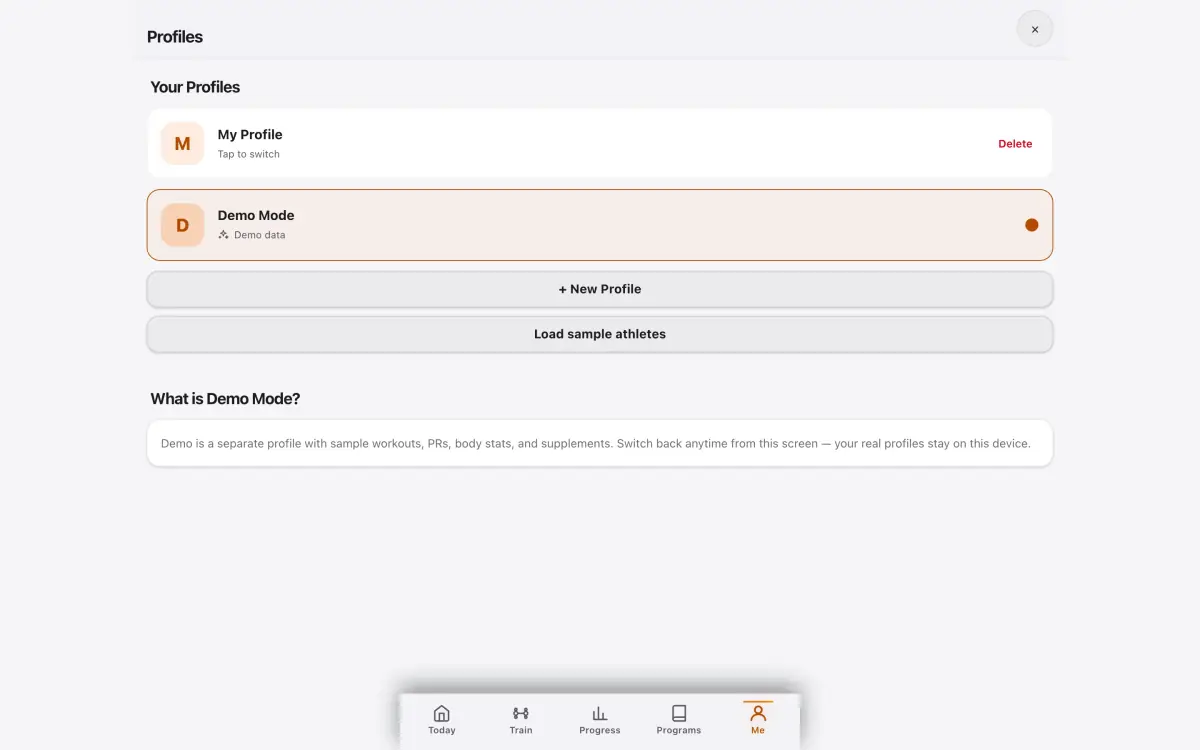 Profiles
×
Your Profiles
M
My Profile
Tap to switch
Delete
D
Demo Mode
Demo data
+ New Profile
Load sample athletes
What is Demo Mode?
Demo is a separate profile with sample workouts, PRs, body stats, and supplements. Switch back anytime from this screen — your real profiles stay on this device.
Today
Train
Progress
Programs
Me